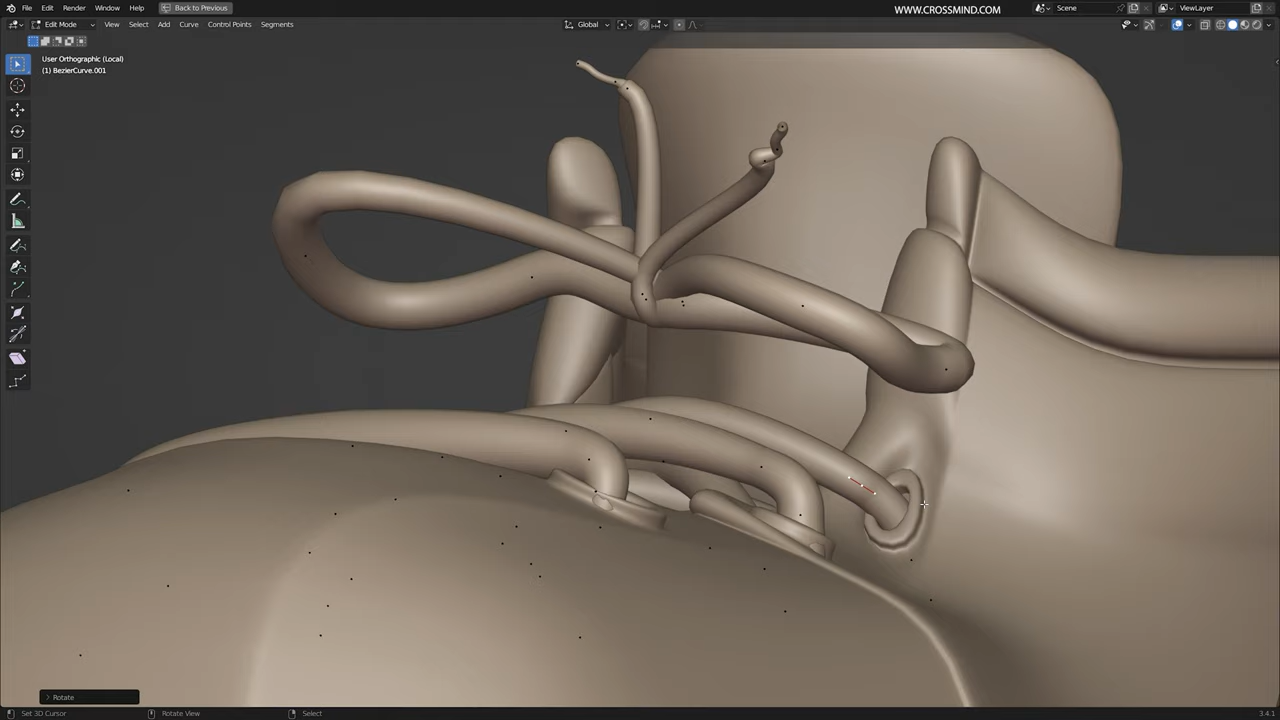 File Edit Render Window Help Back to Previous WWW.CROSSMIND.COM Scene ViewLayer
Edit Mode View Select Add Curve Control Points Segments Global
User Orthographic (Local)
(1) BezierCurve.001
Rotate
Set 3D Cursor Rotate View Select 3.4.1